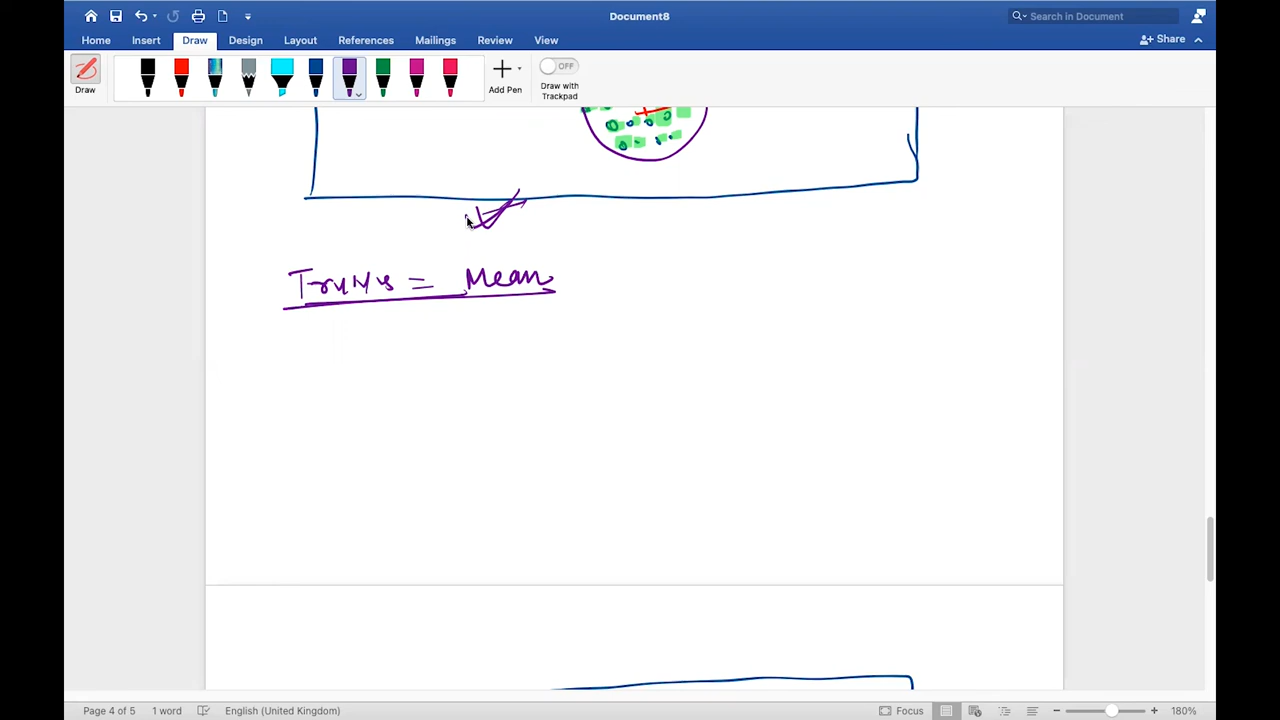 Document8
Search in Document
Home Insert Draw Design Layout References Mailings Review View
Share
Draw
Add Pen
OFF
Draw with
Trackpad
= Mean
Page 4 of 5 1 word English (United Kingdom) Focus 180%